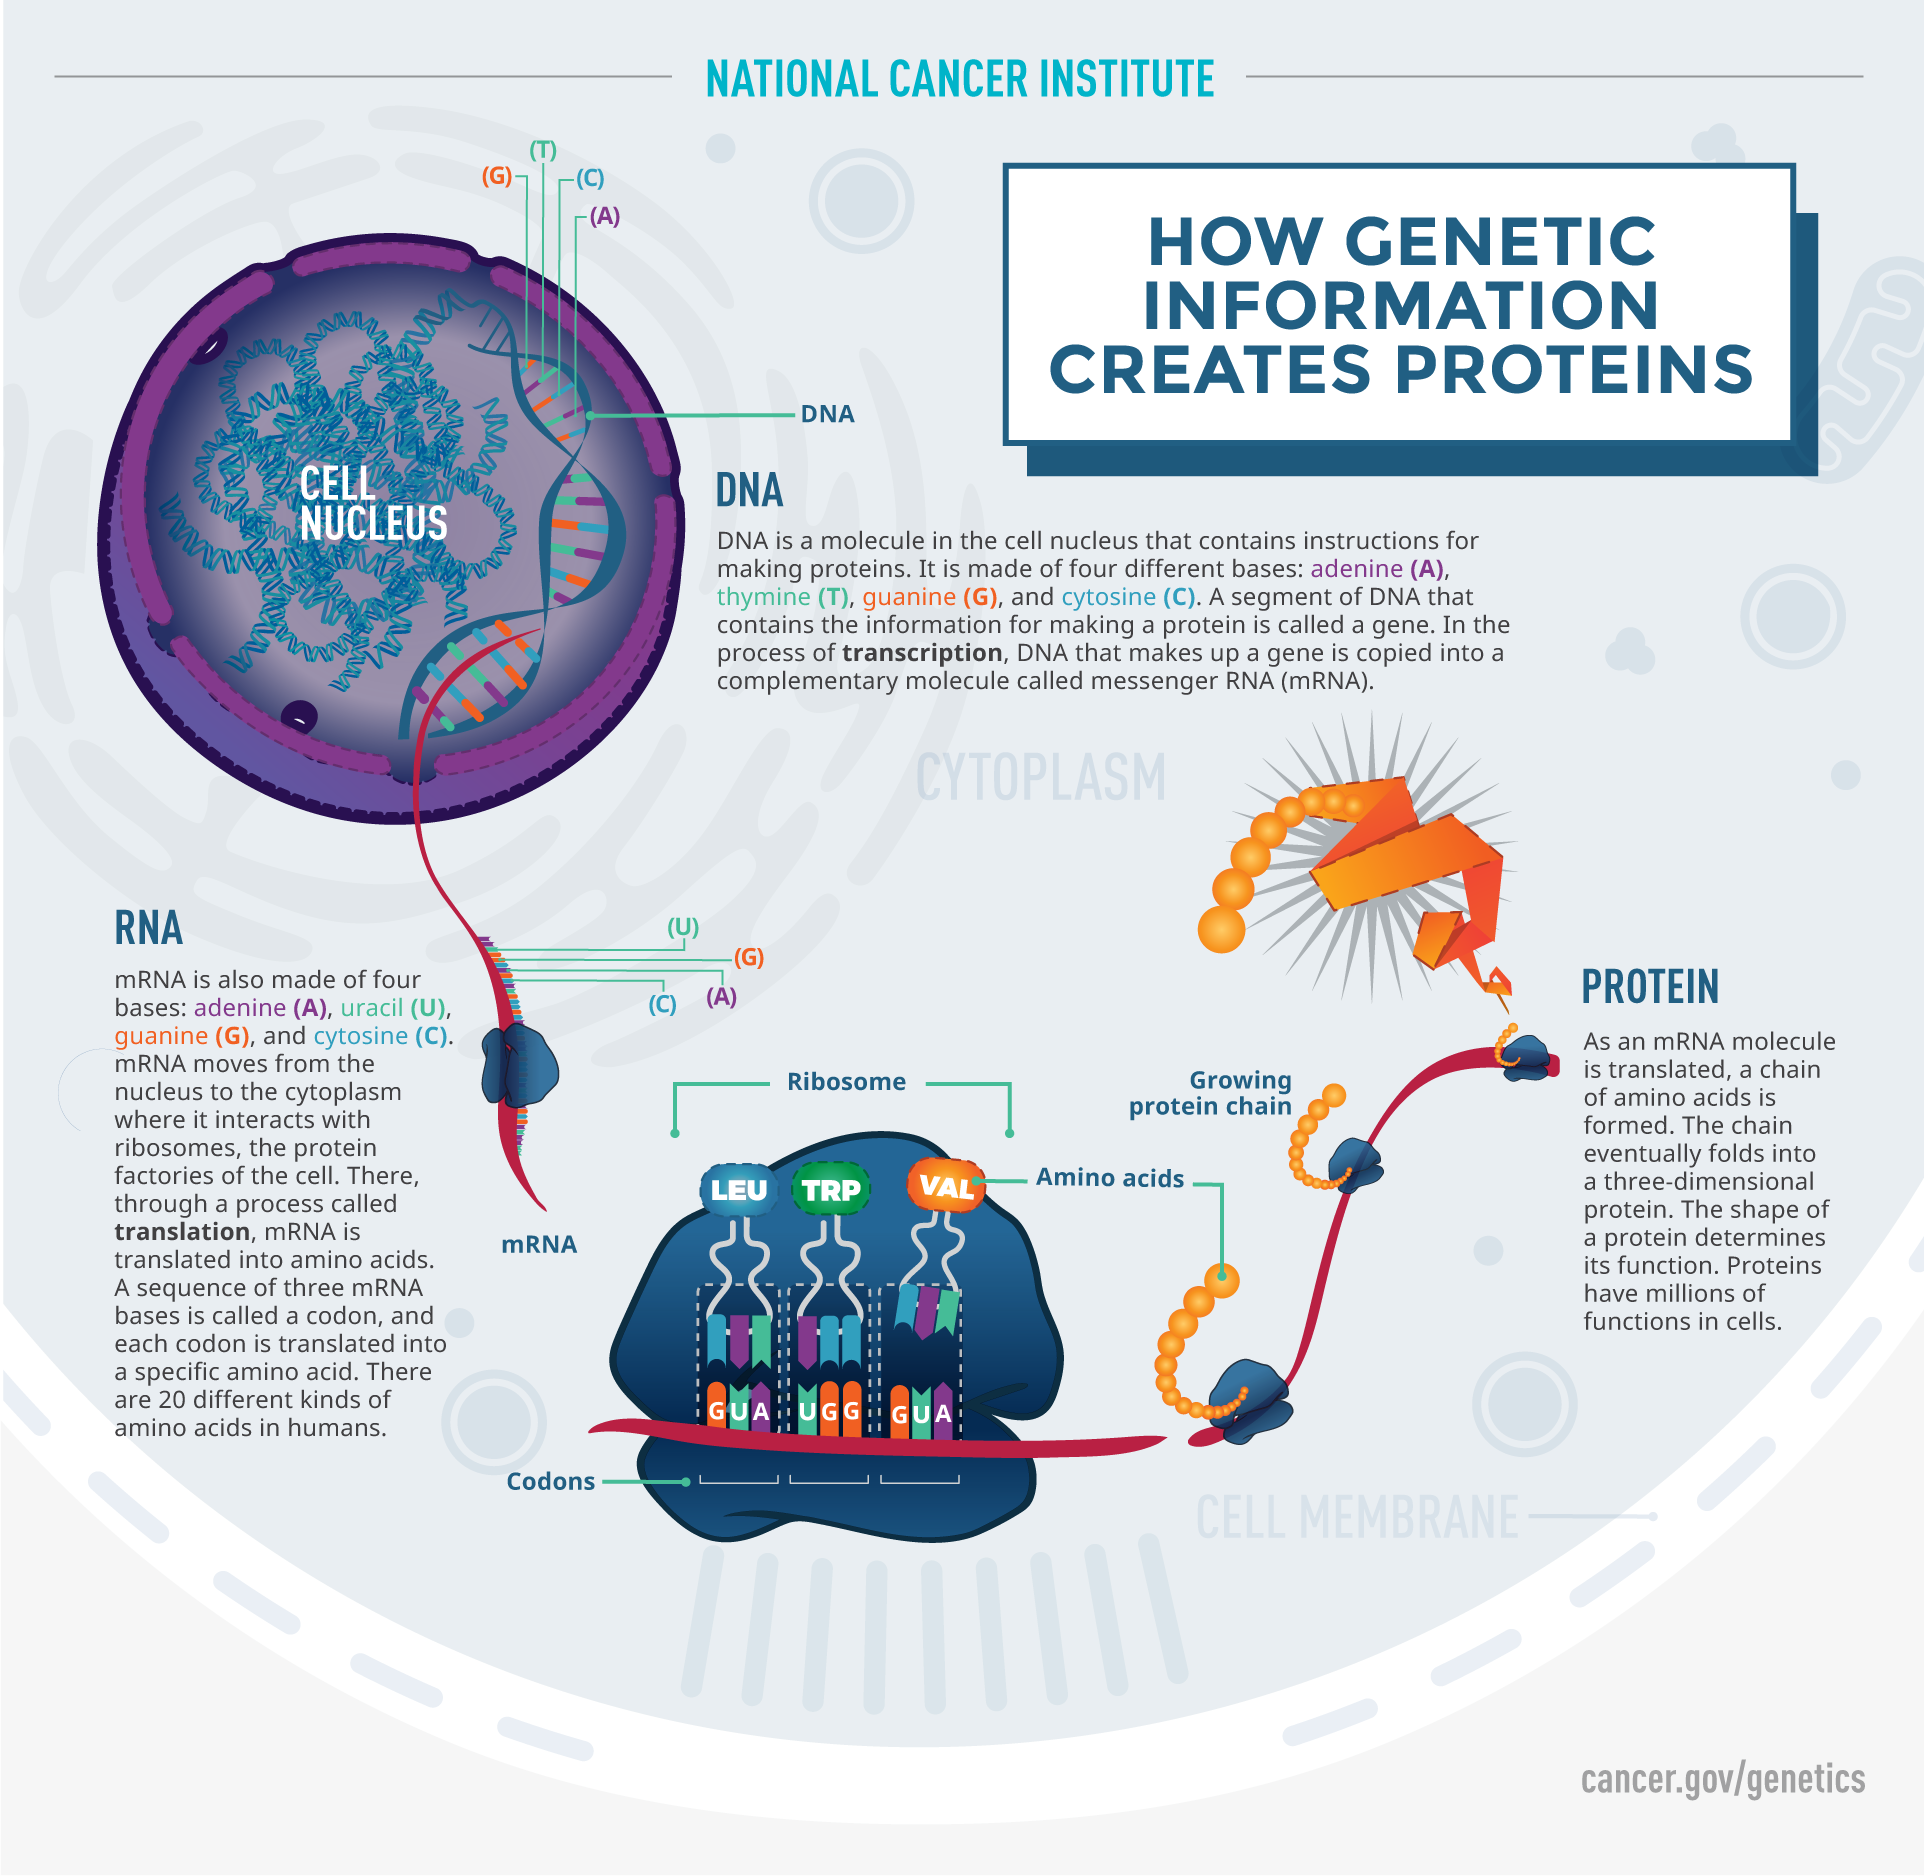 NATIONAL CANCER INSTITUTE
HOW GENETIC
INFORMATION
CREATES PROTEINS
(T)
(G)
(C)
(A)
DNA
CELL
NUCLEUS
DNA
DNA is a molecule in the cell nucleus that contains instructions for
making proteins. It is made of four different bases: adenine (A),
thymine (T), guanine (G), and cytosine (C). A segment of DNA that
contains the information for making a protein is called a gene. In the
process of transcription, DNA that makes up a gene is copied into a
complementary molecule called messenger RNA (mRNA).
CYTOPLASM
RNA
mRNA is also made of four
bases: adenine (A), uracil (U),
guanine (G), and cytosine (C).
mRNA moves from the
nucleus to the cytoplasm
where it interacts with
ribosomes, the protein
factories of the cell. There,
through a process called
translation, mRNA is
translated into amino acids.
A sequence of three mRNA
bases is called a codon, and
each codon is translated into
a specific amino acid. There
are 20 different kinds of
amino acids in humans.
(U)
(G)
(A)
(C)
mRNA
Ribosome
LEU
TRP
VAL
Amino acids
Growing
protein chain
G U A
U G G
G U A
Codons
PROTEIN
As an mRNA molecule
is translated, a chain
of amino acids is
formed. The chain
eventually folds into
a three-dimensional
protein. The shape of
a protein determines
its function. Proteins
have millions of
functions in cells.
CELL MEMBRANE
cancer.gov/genetics